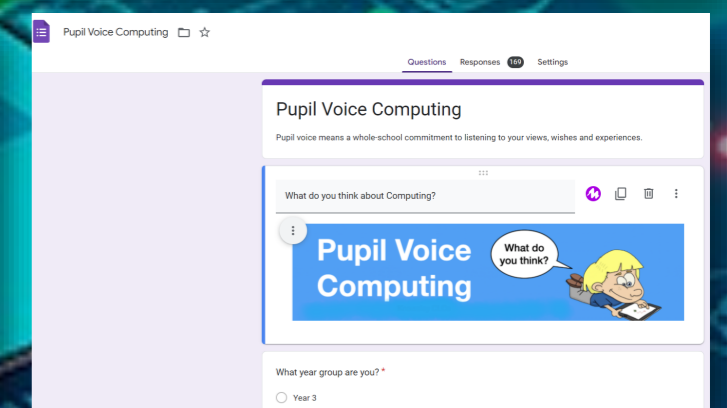 Pupil Voice Computing
Questions Responses 169 Settings
Pupil Voice Computing
Pupil voice means a whole-school commitment to listening to your views, wishes and experiences.
What do you think about Computing?
Pupil Voice
Computing
What do
you think?
What year group are you? *
Year 3